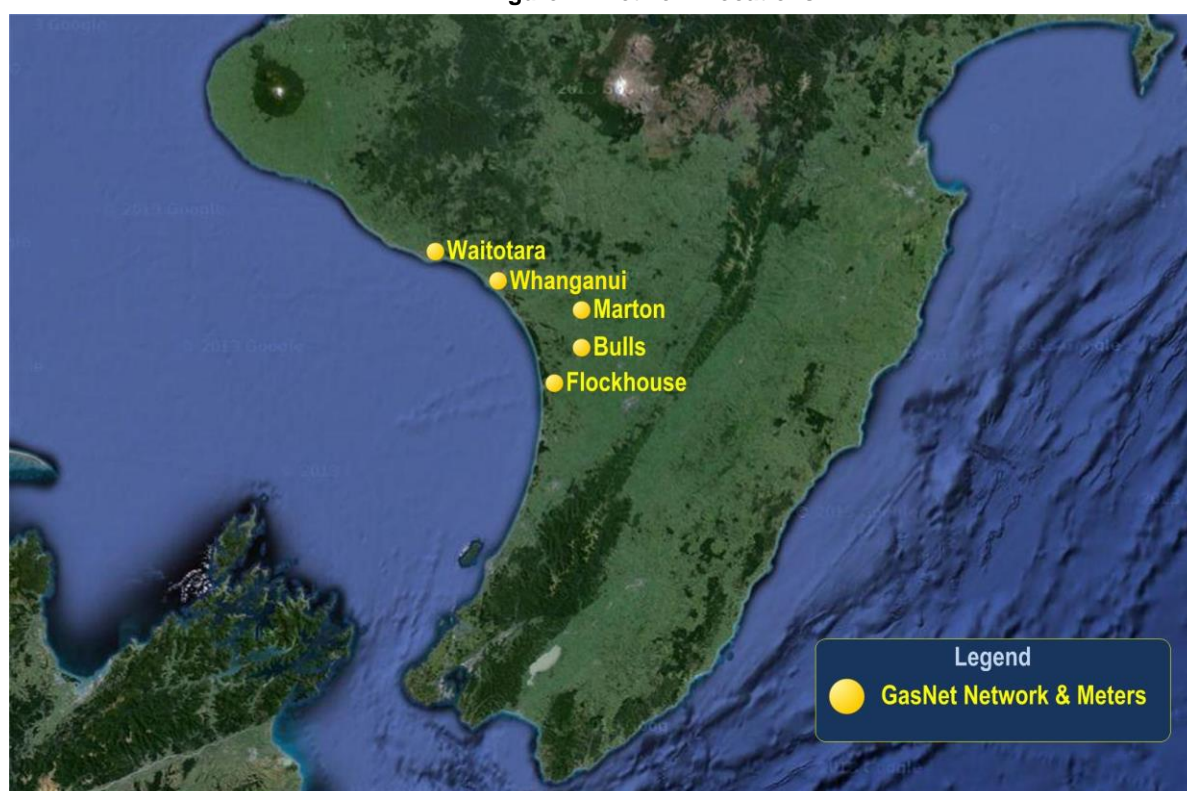 Waitotara
Whanganui
Marton
Bulls
Flockhouse
Legend
GasNet Network & Meters